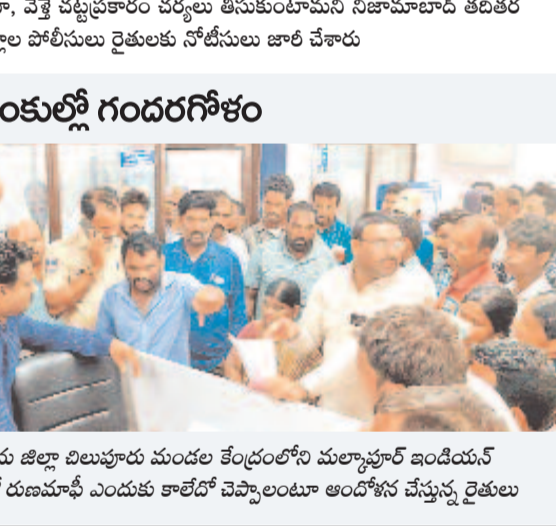 వెళ్తే చట్టప్రకారం చర్యలు తీసుకుంటామని నిజామాబాద్ తదితర
పోలీసులు రైతులకు నోటీసులు జారీ చేశారు
ంకుల్లో గందరగోళం
జిల్లా చిలుపూరు మండల కేంద్రంలోని మల్కాపూర్ ఇండియన్
రుణమాఫీ ఎందుకు కాలేదో చెప్పాలంటూ ఆందోళన చేస్తున్న రైతులు